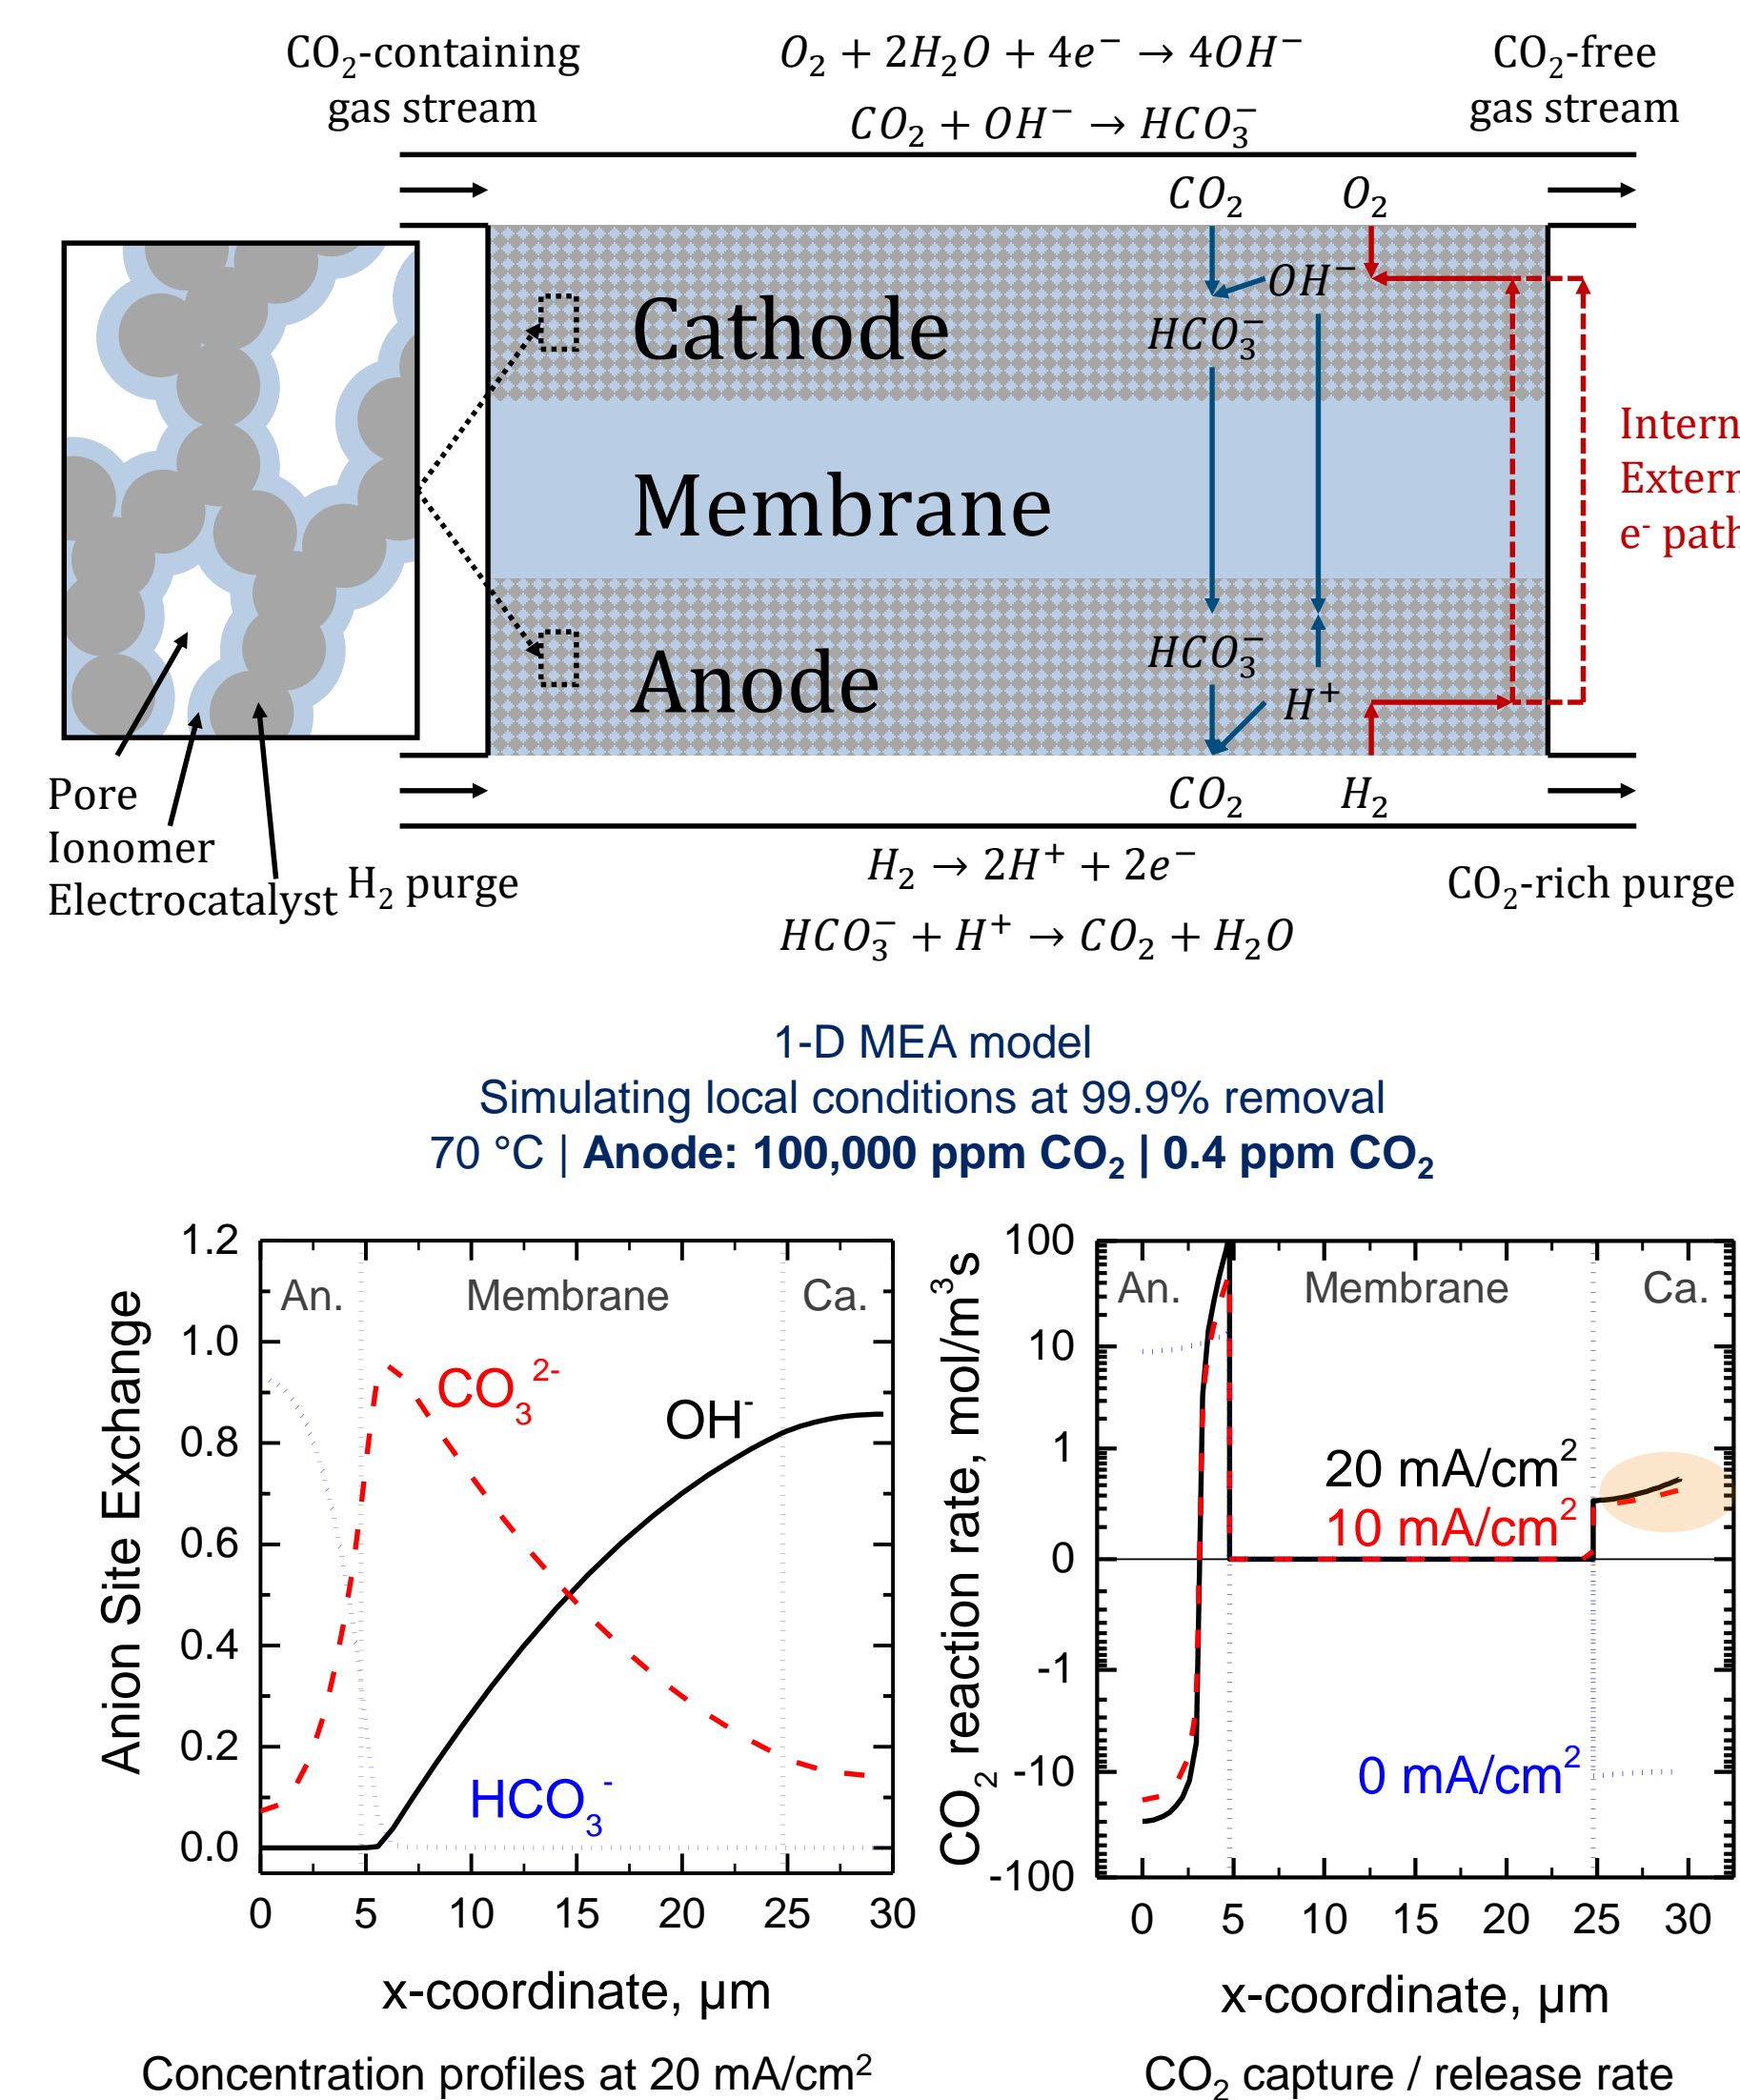 CO₂-containing
gas stream
O₂ + 2H₂O + 4e⁻ → 4OH⁻
CO₂ + OH⁻ → HCO₃⁻
CO₂-free
gas stream
CO₂
O₂
OH⁻
Cathode
HCO₃⁻
Membrane
Intern
Extern
e⁻ path
HCO₃⁻
Anode
H⁺
CO₂
H₂
Pore
Ionomer
Electrocatalyst
H₂ purge
H₂ → 2H⁺ + 2e⁻
HCO₃⁻ + H⁺ → CO₂ + H₂O
CO₂-rich purge
1-D MEA model
Simulating local conditions at 99.9% removal
70 °C | Anode: 100,000 ppm CO₂ | 0.4 ppm CO₂
Anion Site Exchange
1.2
1.0
0.8
0.6
0.4
0.2
0.0
An.
Membrane
Ca.
CO₃²⁻
OH⁻
HCO₃⁻
0 5 10 15 20 25 30
x-coordinate, μm
Concentration profiles at 20 mA/cm²
CO₂ reaction rate, mol/m³s
100
10
1
0
-1
-10
-100
An.
Membrane
Ca.
20 mA/cm²
10 mA/cm²
0 mA/cm²
0 5 10 15 20 25 30
x-coordinate, μm
CO₂ capture / release rate